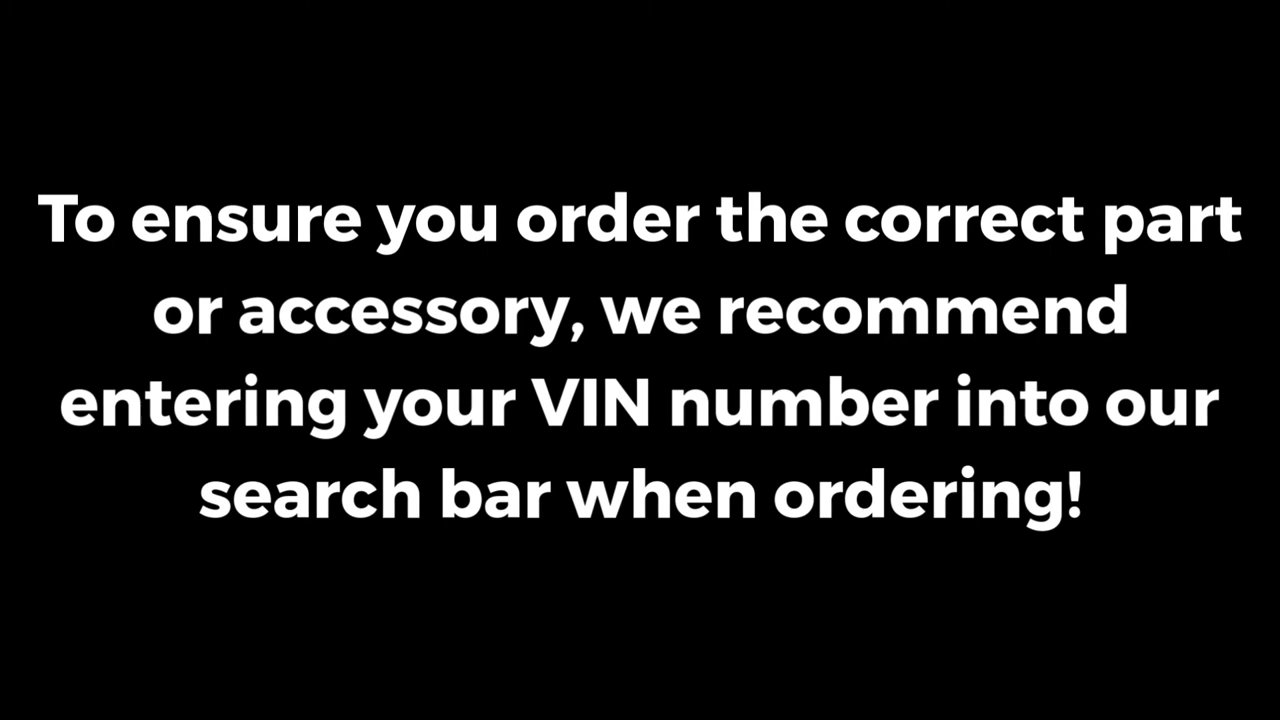 To ensure you order the correct part
or accessory, we recommend
entering your VIN number into our
search bar when ordering!